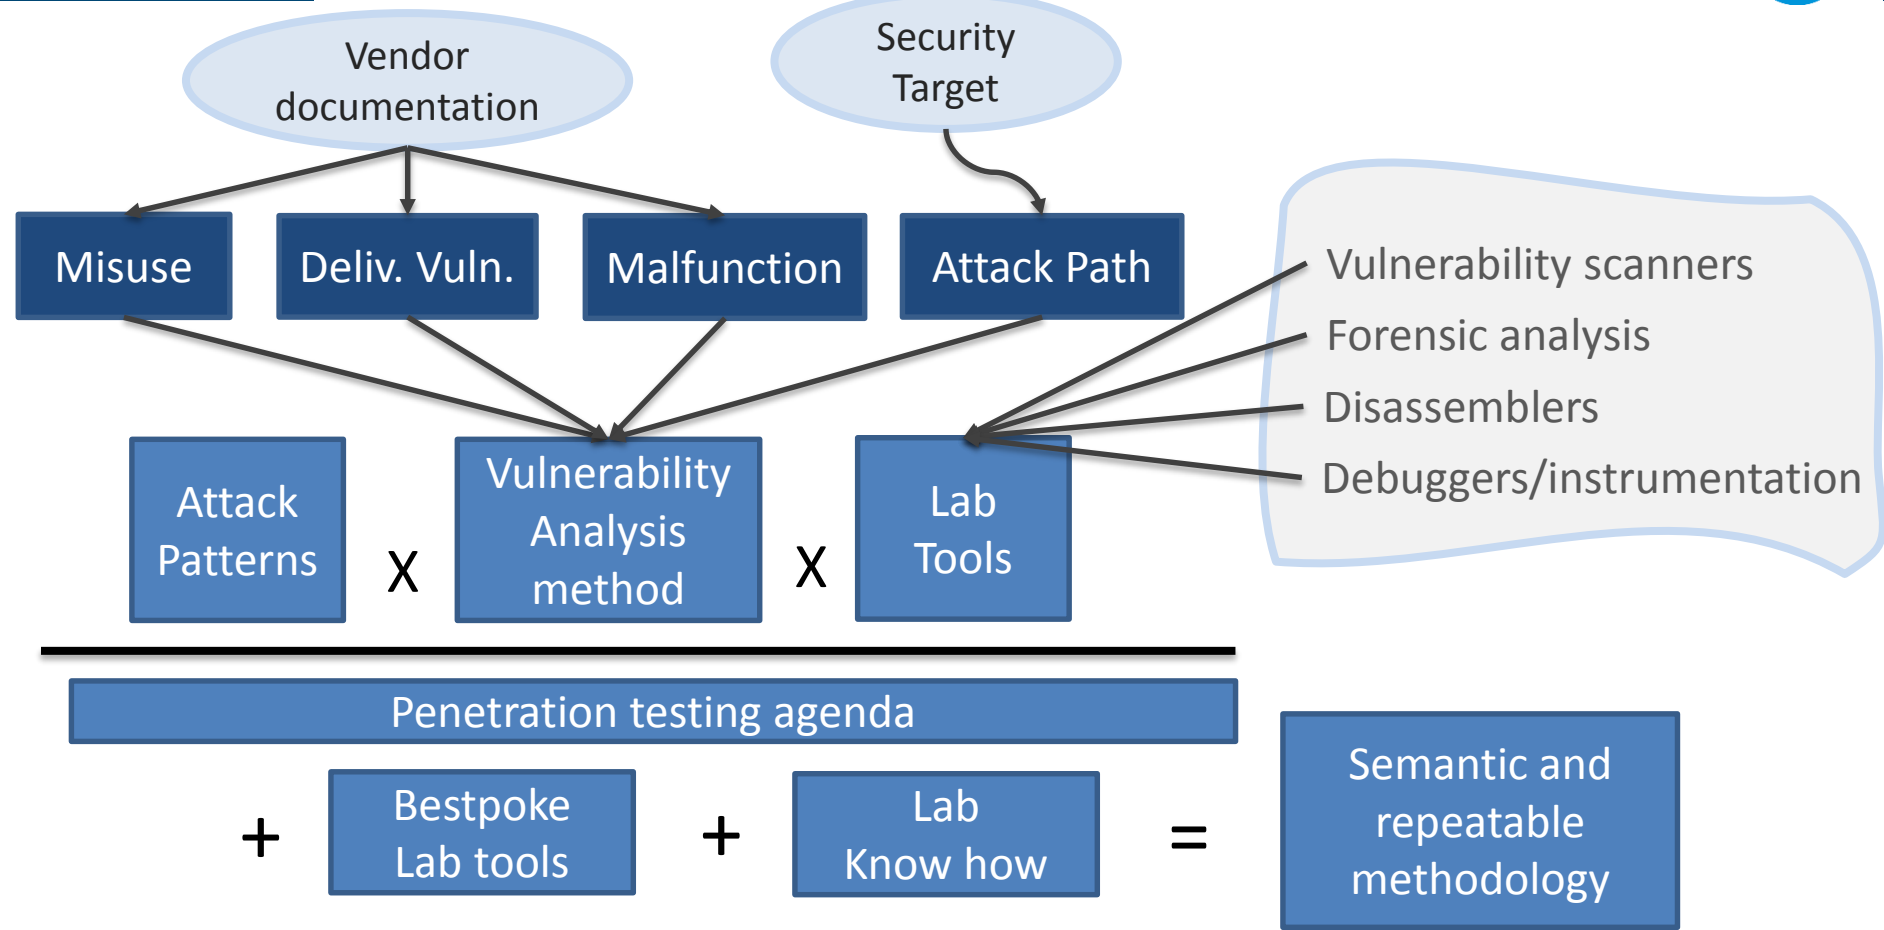 Vendor
documentation
Security
Target
Misuse
Deliv. Vuln.
Malfunction
Attack Path
Vulnerability scanners
Forensic analysis
Disassemblers
Debuggers/instrumentation
Attack
Patterns
X
Vulnerability
Analysis
method
X
Lab
Tools
Penetration testing agenda
+
Bestpoke
Lab tools
+
Lab
Know how
=
Semantic and
repeatable
methodology